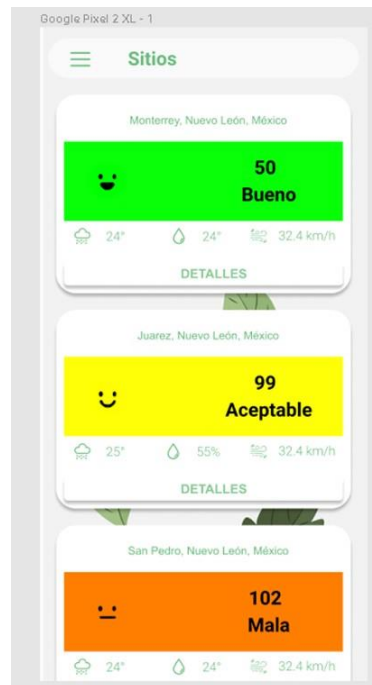 Google Pixel 2 XL - 1
Sitios
Monterrey, Nuevo León, México
50
Bueno
24° 24° 32.4 km/h
DETALLES
Juarez, Nuevo León, México
99
Aceptable
25° 55% 32.4 km/h
DETALLES
San Pedro, Nuevo León, México
102
Mala
24° 24° 32.4 km/h